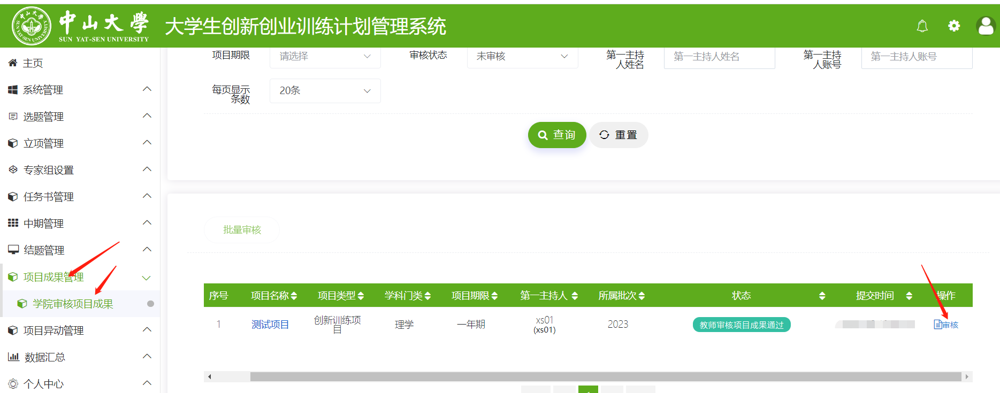 中山大學
SUN YAT-SEN UNIVERSITY
大学生创新创业训练计划管理系统
主页
系统管理
选题管理
立项管理
专家组设置
任务书管理
中期管理
结题管理
项目成果管理
学院审核项目成果
项目异动管理
数据汇总
个人中心
项目期限
请选择
审核状态
未审核
第一主持
人姓名
第一主持人姓名
第一主持
人账号
第一主持人账号
每页显示
条数
20条
查询
重置
批量审核
序号 项目名称 项目类型 学科门类 项目期限 第一主持人 所属批次 状态 提交时间 操作
1 测试项目 创新训练项
目 理学 一年期 xs01
(xs01) 2023 教师审核项目成果通过 审核
1